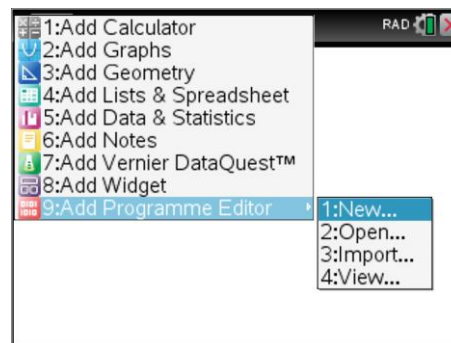 1:Add Calculator
RAD
2:Add Graphs
3:Add Geometry
4:Add Lists & Spreadsheet
5:Add Data & Statistics
6:Add Notes
7:Add Vernier DataQuest™
8:Add Widget
9:Add Programme Editor
1:New...
2:Open...
3:Import...
4:View...